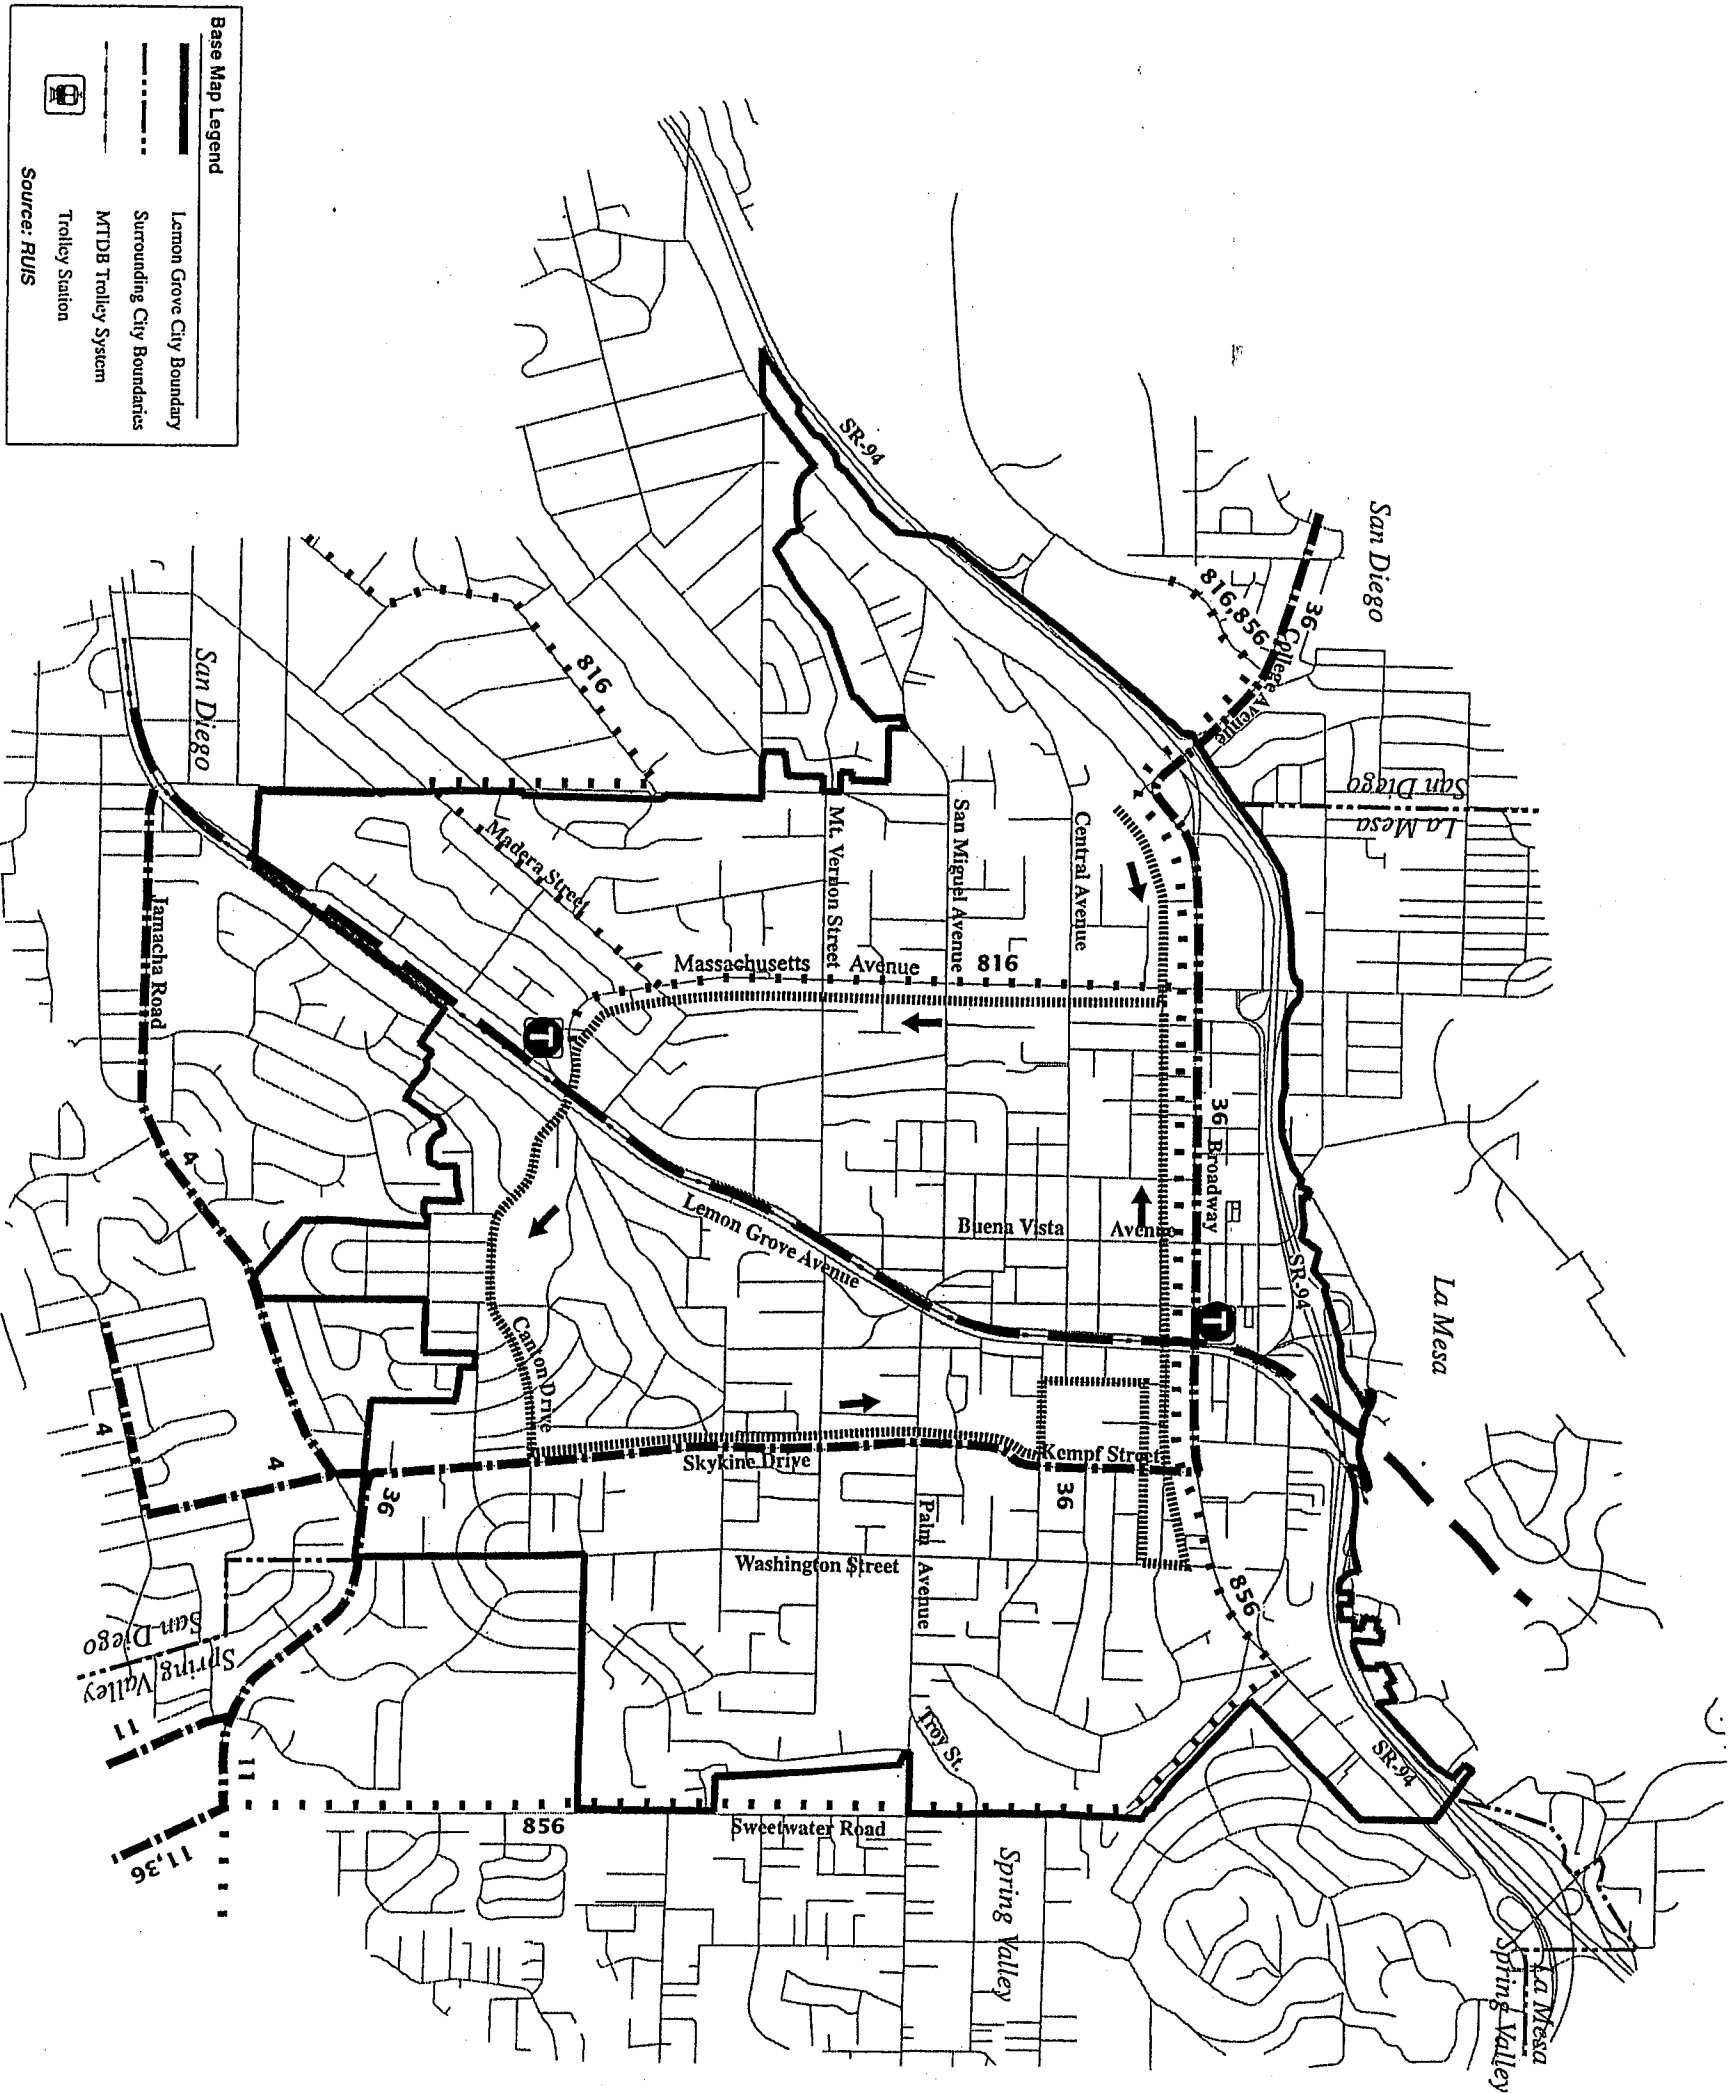 Base Map Legend
Lemon Grove City Boundary
Surrounding City Boundaries
MTDB Trolley System
Trolley Station
Source: RUIS
San Diego
SR-94
816,856
36
College Avenue
San Diego
La Mesa
816
San Diego
Madera Street
Mt. Vernon Street
San Miguel Avenue
Central Avenue
Massachusetts Avenue
816
Jamacha Road
T
36
Broadway
4
Lemon Grove Avenue
Buena Vista Avenue
SR-94
La Mesa
T
Canton Drive
Skykine Drive
Kempf Street
4
4
36
36
Palm Avenue
Washington Street
856
San Diego
Spring Valley
11
11
11,36
Troy St.
SR-94
856
Sweetwater Road
Spring Valley
La Mesa
Spring Valley